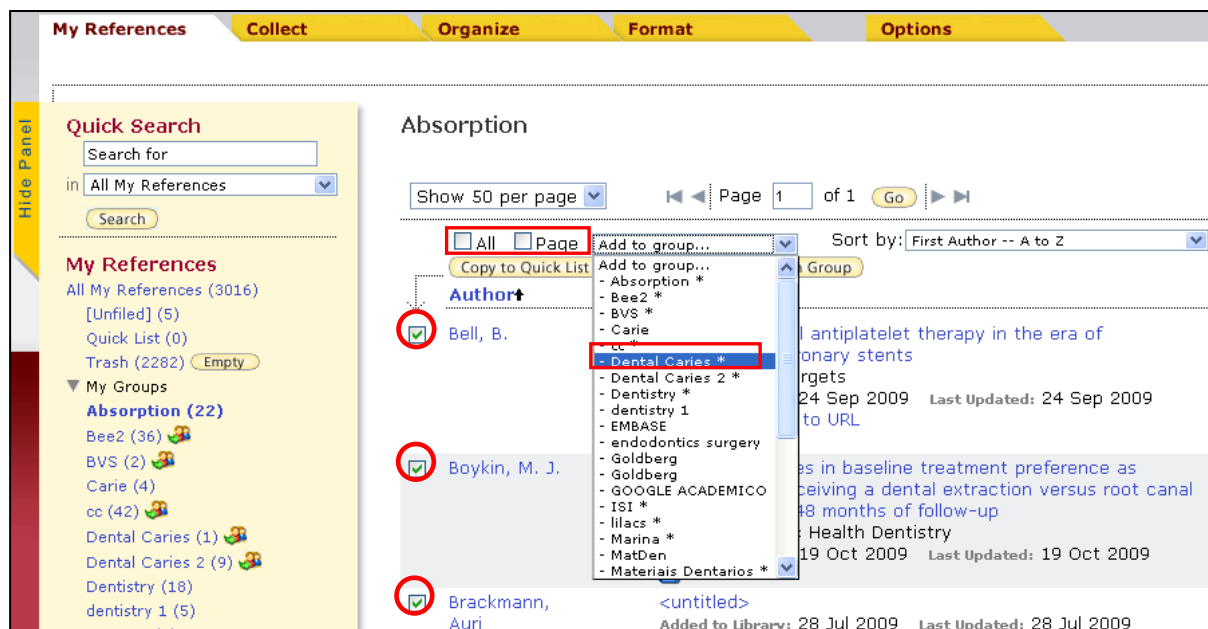 My References Collect Organize Format Options
Hide Panel
Quick Search
Search for
in All My References
Search
My References
All My References (3016)
[Unfiled] (5)
Quick List (0)
Trash (2282) Empty
My Groups
Absorption (22)
Bee2 (36)
BVS (2)
Carie (4)
cc (42)
Dental Caries (1)
Dental Caries 2 (9)
Dentistry (18)
dentistry 1 (5)
Absorption
Show 50 per page Page 1 of 1 Go
All Page Add to group... Sort by: First Author -- A to Z
Copy to Quick List Group
Author
Add to group...
- Absorption *
- Bee2 *
- BVS *
- Carie
- cc *
- Dental Caries *
- Dental Caries 2 *
- Dentistry *
- dentistry 1
- EMBASE
- endodontics surgery
- Goldberg
- Goldberg
- GOOGLE ACADEMICO
- ISI *
- lilacs *
- Marina *
- MatDen
- Materiais Dentarios *
Bell, B. antiplatelet therapy in the era of
stents
24 Sep 2009 Last Updated: 24 Sep 2009
to URL
Boykin, M. J. in baseline treatment preference as
a dental extraction versus root canal
48 months of follow-up
Health Dentistry
19 Oct 2009 Last Updated: 19 Oct 2009
Brackmann, <untitled>
Auri Added to Library: 28 Jul 2009 Last Updated: 28 Jul 2009